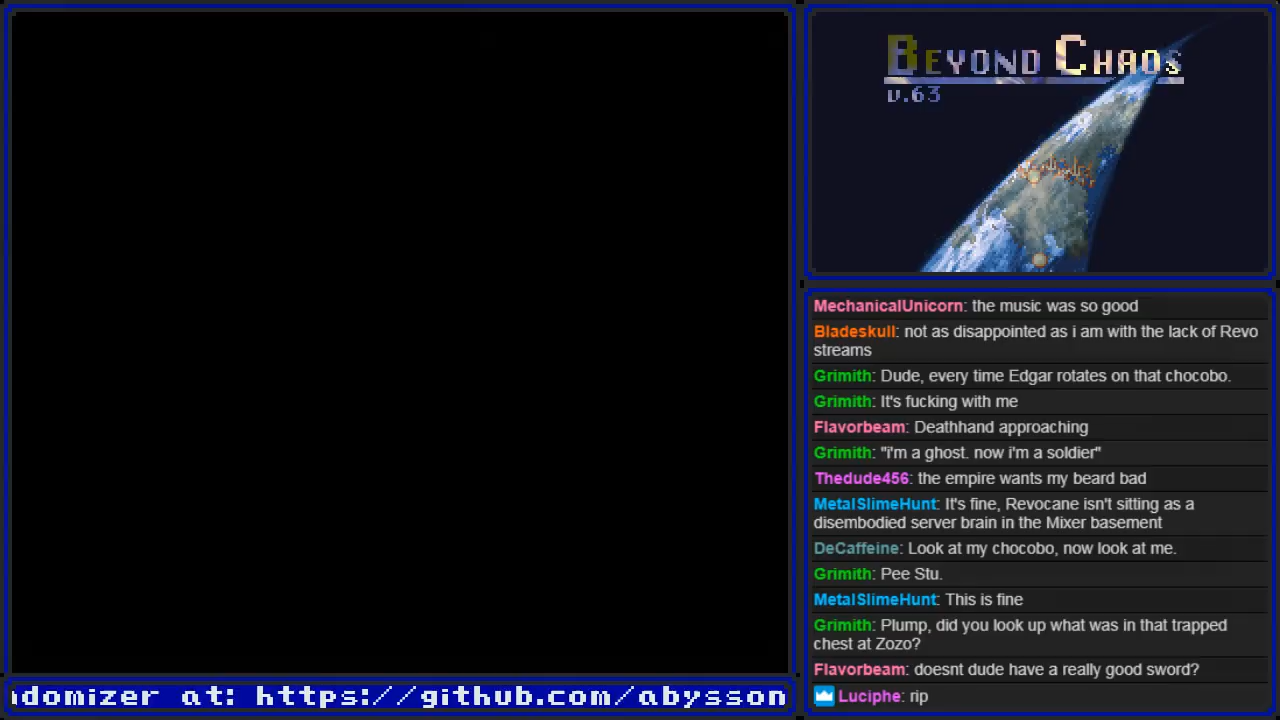 BEYOND CHAOS
v.63
MechanicalUnicorn: the music was so good
Bladeskull: not as disappointed as i am with the lack of Revo
streams
Grimith: Dude, every time Edgar rotates on that chocobo.
Grimith: It's fucking with me
Flavorbeam: Deathhand approaching
Grimith: "i'm a ghost. now i'm a soldier"
Thedude456: the empire wants my beard bad
MetalSlimeHunt: It's fine, Revocane isn't sitting as a
disembodied server brain in the Mixer basement
DeCaffeine: Look at my chocobo, now look at me.
Grimith: Pee Stu.
MetalSlimeHunt: This is fine
Grimith: Plump, did you look up what was in that trapped
chest at Zozo?
Flavorbeam: doesnt dude have a really good sword?
Luciphe: rip
domizer at: https://github.com/abysson